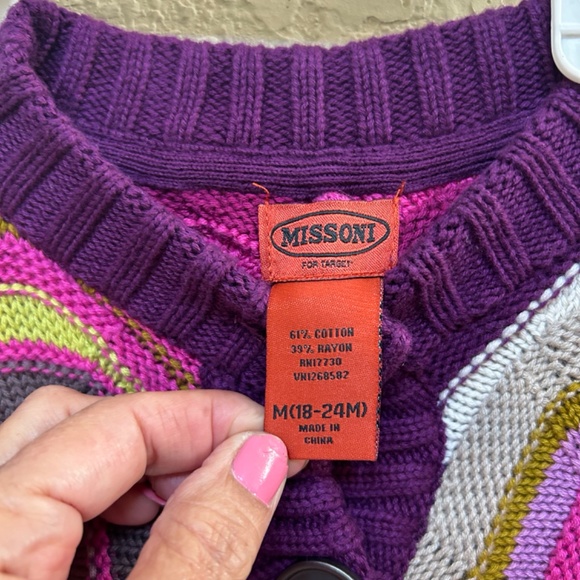 MISSONI
FOR TARGET
61% COTTON
39% RAYON
RN17730
VN1268582
M(18-24M)
MADE IN
CHINA